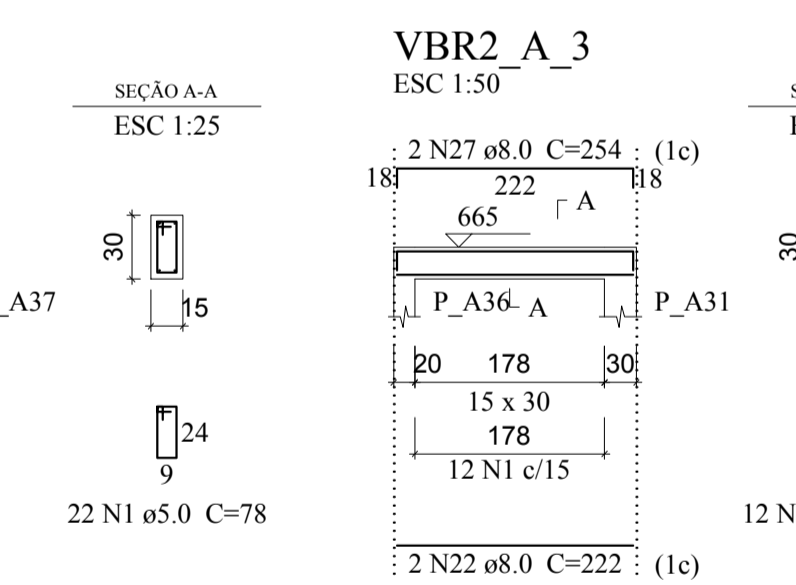 VBR2_A_3
ESC 1:50
SEÇÃO A-A
ESC 1:25
2 N27 ø8.0 C=254 (1c)
18 222 18
A
665
30
15
_A37
P_A36 A P_A31
20 178 30
15 x 30
178
12 N1 c/15
24
9
22 N1 ø5.0 C=78
2 N22 ø8.0 C=222 (1c)
30
12 N